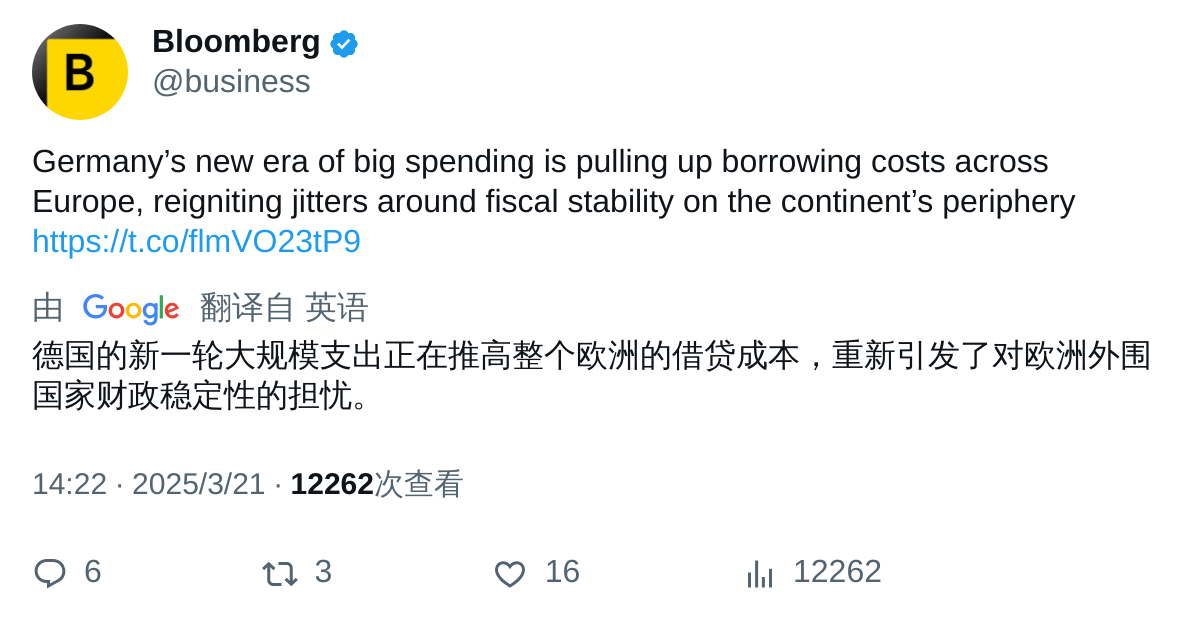 B
Bloomberg
@business
Germany’s new era of big spending is pulling up borrowing costs across
Europe, reigniting jitters around fiscal stability on the continent’s periphery
https://t.co/flmVO23tP9
由 Google 翻译自 英语
德国的新一轮大规模支出正在推高整个欧洲的借贷成本，重新引发了对欧洲外围
国家财政稳定性的担忧。
14:22 · 2025/3/21 · 12262次查看
6 3 16 12262